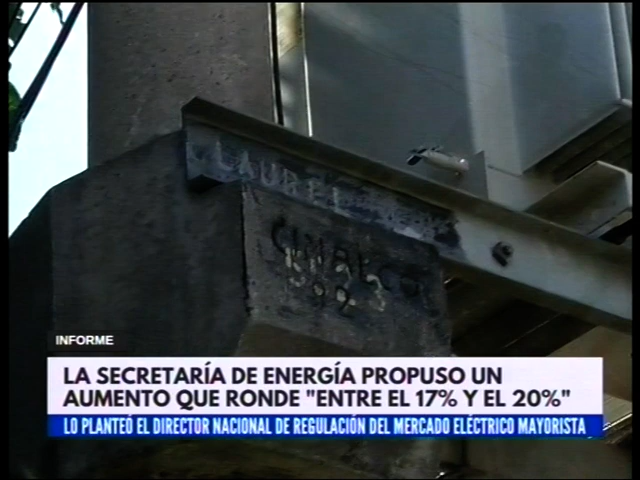 LAUREL
INFORME
LA SECRETARÍA DE ENERGÍA PROPUSO UN
AUMENTO QUE RONDE "ENTRE EL 17% Y EL 20%"
LO PLANTEÓ EL DIRECTOR NACIONAL DE REGULACIÓN DEL MERCADO ELÉCTRICO MAYORISTA